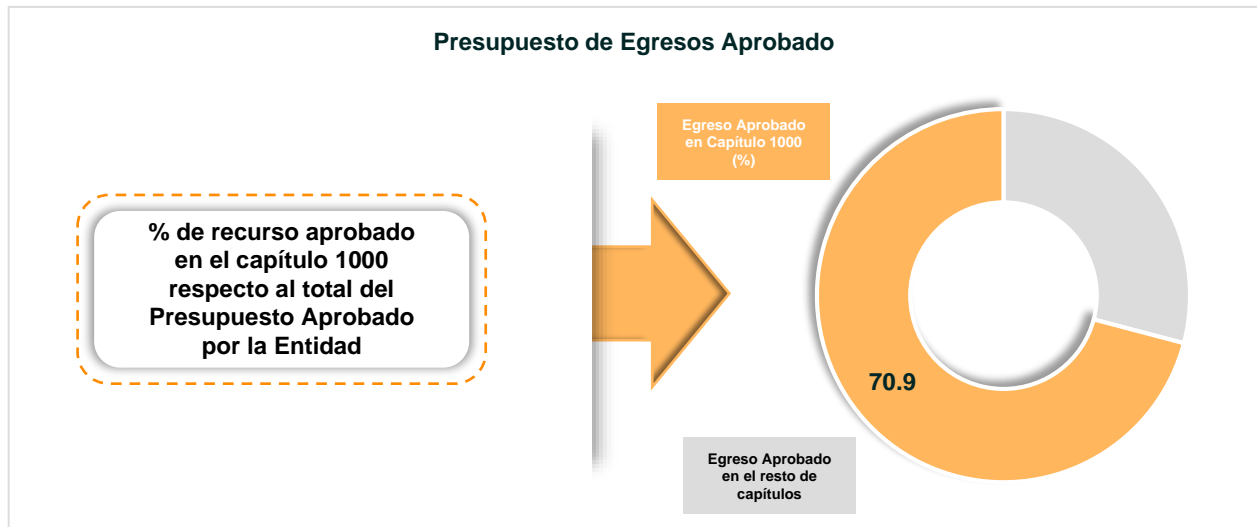 Presupuesto de Egresos Aprobado
% de recurso aprobado
en el capítulo 1000
respecto al total del
Presupuesto Aprobado
por la Entidad
Egreso Aprobado
en Capítulo 1000
(%)
70.9
Egreso Aprobado
en el resto de
capítulos